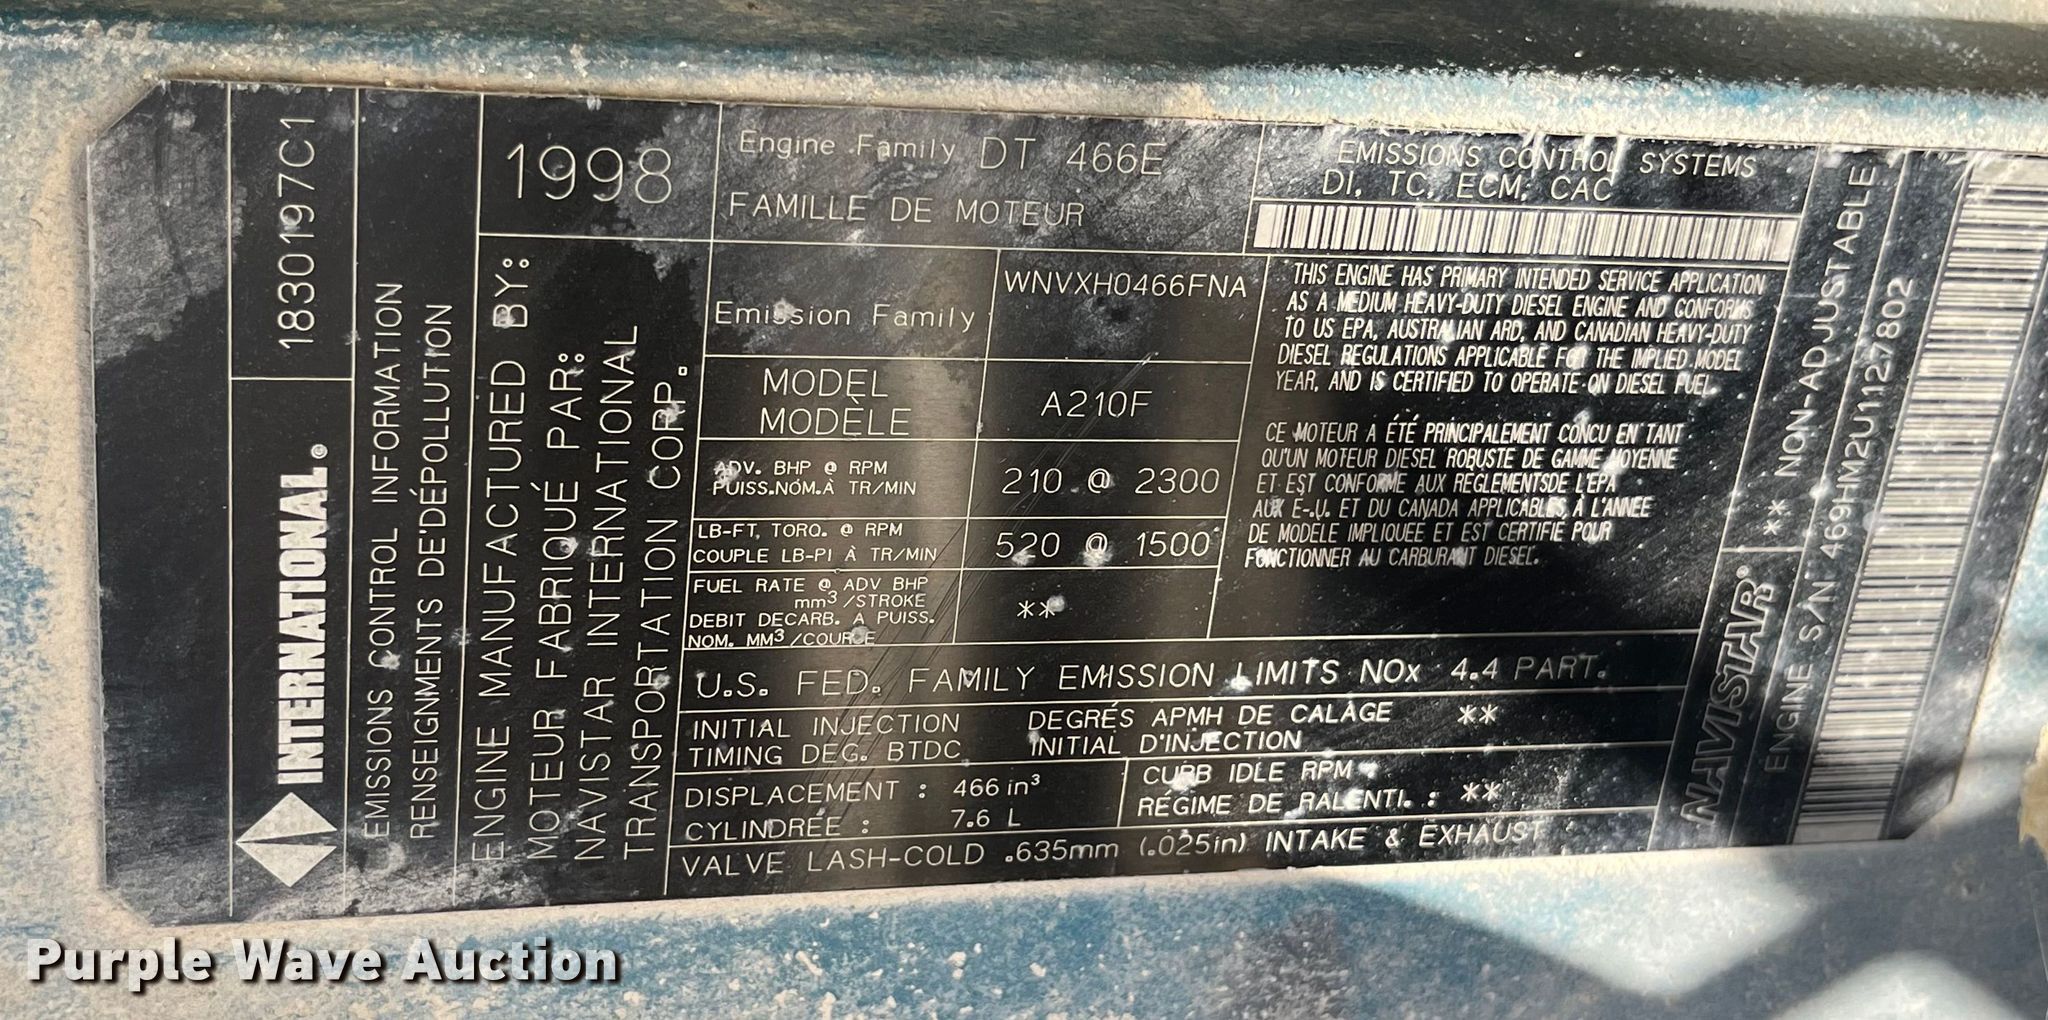 1830197C1
INTERNATIONAL®
EMISSIONS CONTROL INFORMATION
RENSEIGNMENTS DE'DÉPOLLUTION
1998
ENGINE MANUFACTURED BY:
MOTEUR FABRIQUÉ PAR:
NAVISTAR INTERNATIONAL
TRANSPORTATION CORP.
Engine Family DT 466E
FAMILLE DE MOTEUR
EMISSIONS CONTROL SYSTEMS
DI, TC, ECM, CAC
Emission Family WNVXH0466FNA
MODEL
MODÈLE
A210F
ADV. BHP @ RPM
PUISS.NÓM.À TR/MIN
210 @ 2300
LB-FT, TORQ. @ RPM
COUPLE LB-PI À TR/MIN
520 @ 1500
FUEL RATE @ ADV BHP
mm³/STROKE
DEBIT DECARB. A PUISS.
NOM. MM³/COURCE
**
THIS ENGINE HAS PRIMARY INTENDED SERVICE APPLICATION
AS A MEDIUM HEAVY-DUTY DIESEL ENGINE AND CONFORMS
TO US EPA, AUSTRALIAN ARD, AND CANADIAN HEAVY-DUTY
DIESEL REGULATIONS APPLICABLE FOR THE IMPLIED MODEL
YEAR, AND IS CERTIFIED TO OPERATE ON DIESEL FUEL.
CE MOTEUR A ÉTÉ PRINCIPALEMENT CONCU EN TANT
QU'UN MOTEUR DIESEL ROBUSTE DE GAMME MOYENNE
ET EST CONFORME AUX REGLEMENTSDE L'EPA
AUX E-.U. ET DU CANADA APPLICABLES, À L'ANNÉE
DE MODÈLE IMPLIQUEE ET EST CERTIFIÉ POUR
FONCTIONNER AU CARBURANT DIESEL.
U.S. FED. FAMILY EMISSION LIMITS NOx 4.4 PART.
INITIAL INJECTION
TIMING DEG. BTDC
DEGRÉS APMH DE CALAGE
INITIAL D'INJECTION
**
DISPLACEMENT : 466 in³
CYLINDRÉE : 7.6 L
CURB IDLE RPM :
RÉGIME DE RALENTI. : **
VALVE LASH-COLD .635mm (.025in) INTAKE & EXHAUST
NAVISTAR®
** NON-ADJUSTABLE
ENGINE S/N 469HM2U1127802
Purple Wave Auction